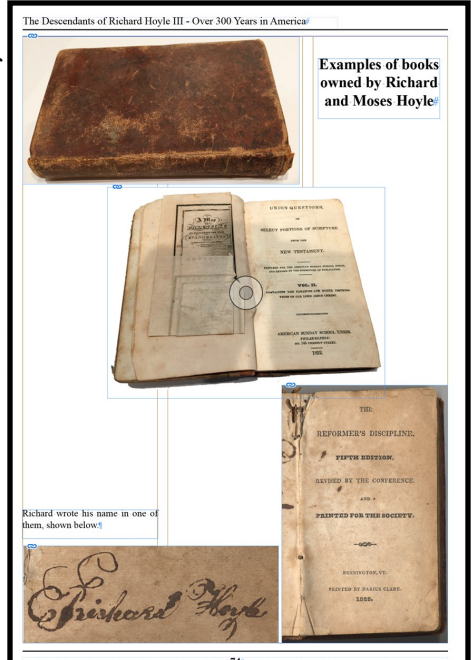 The Descendants of Richard Hoyle III - Over 300 Years in America#
Examples of books
owned by Richard
and Moses Hoyle#
UNION QUESTIONS,
OR
SELECT PORTIONS OF SCRIPTURE
FROM THE
NEW TESTAMENT.
VOL. II.
AMERICAN SUNDAY SCHOOL UNION.
PHILADELPHIA:
A Map
THE
REFORMER'S DISCIPLINE,
FIFTH EDITION,
REVISED BY THE CONFERENCE.
AND
PRINTED FOR THE SOCIETY.
BENNINGTON, VT.
PRINTED BY DARIUS CLARK.
Richard wrote his name in one of
them, shown below.¶
Richard Hoyle